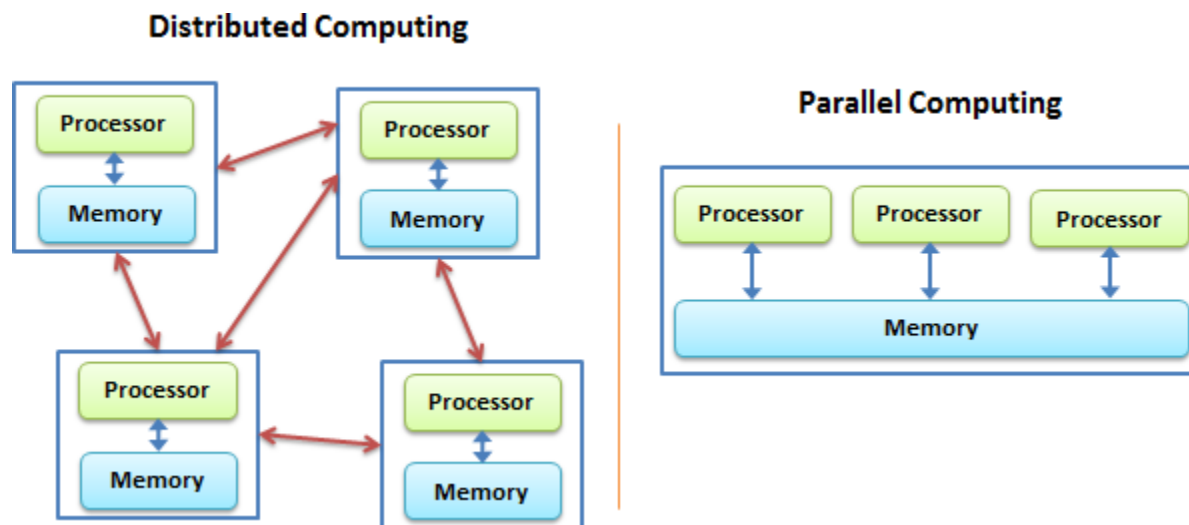 Distributed Computing
Processor
Memory
Processor
Memory
Processor
Memory
Processor
Memory
Parallel Computing
Processor
Processor
Processor
Memory